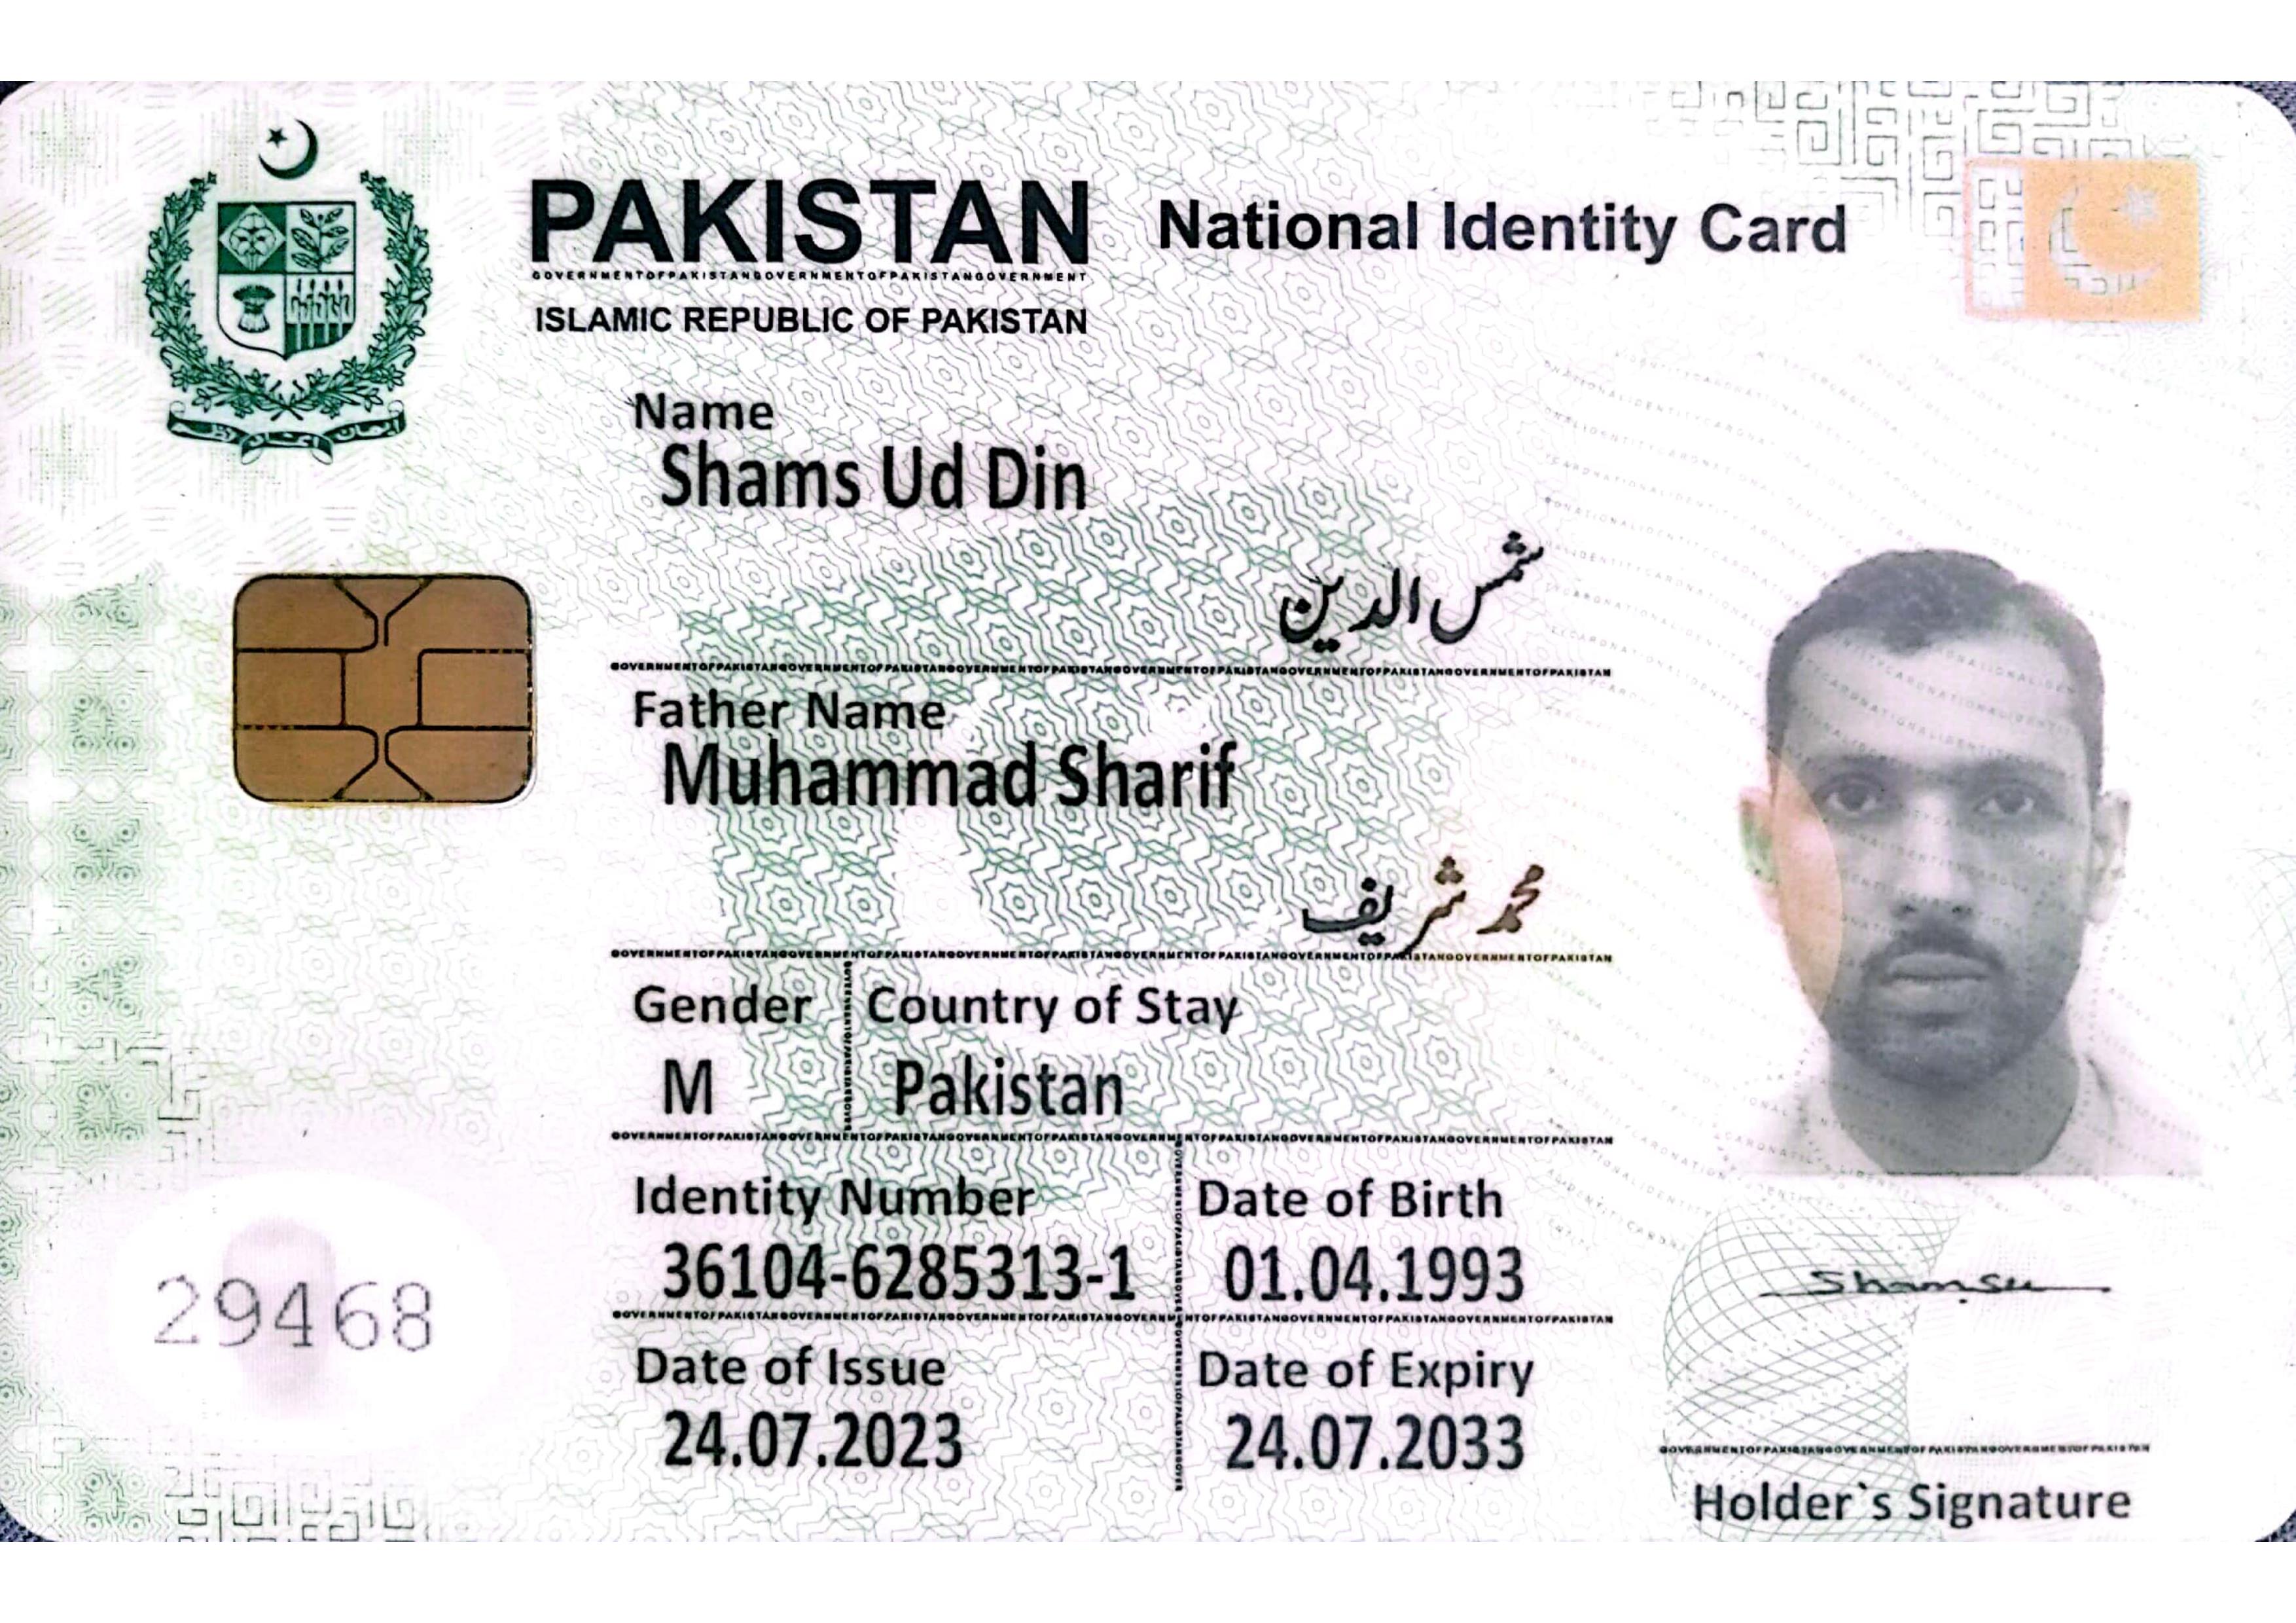 PAKISTAN National Identity Card
GOVERNMENTOFPAKISTANGOVERNMENTOFPAKISTANGOVERNMENT
ISLAMIC REPUBLIC OF PAKISTAN
Name
Shams Ud Din
شمس الدین
Father Name
Muhammad Sharif
محمد شریف
Gender Country of Stay
M Pakistan
Identity Number Date of Birth
36104-6285313-1 01.04.1993
Shamsu
29468
Date of Issue Date of Expiry
24.07.2023 24.07.2033
Holder`s Signature